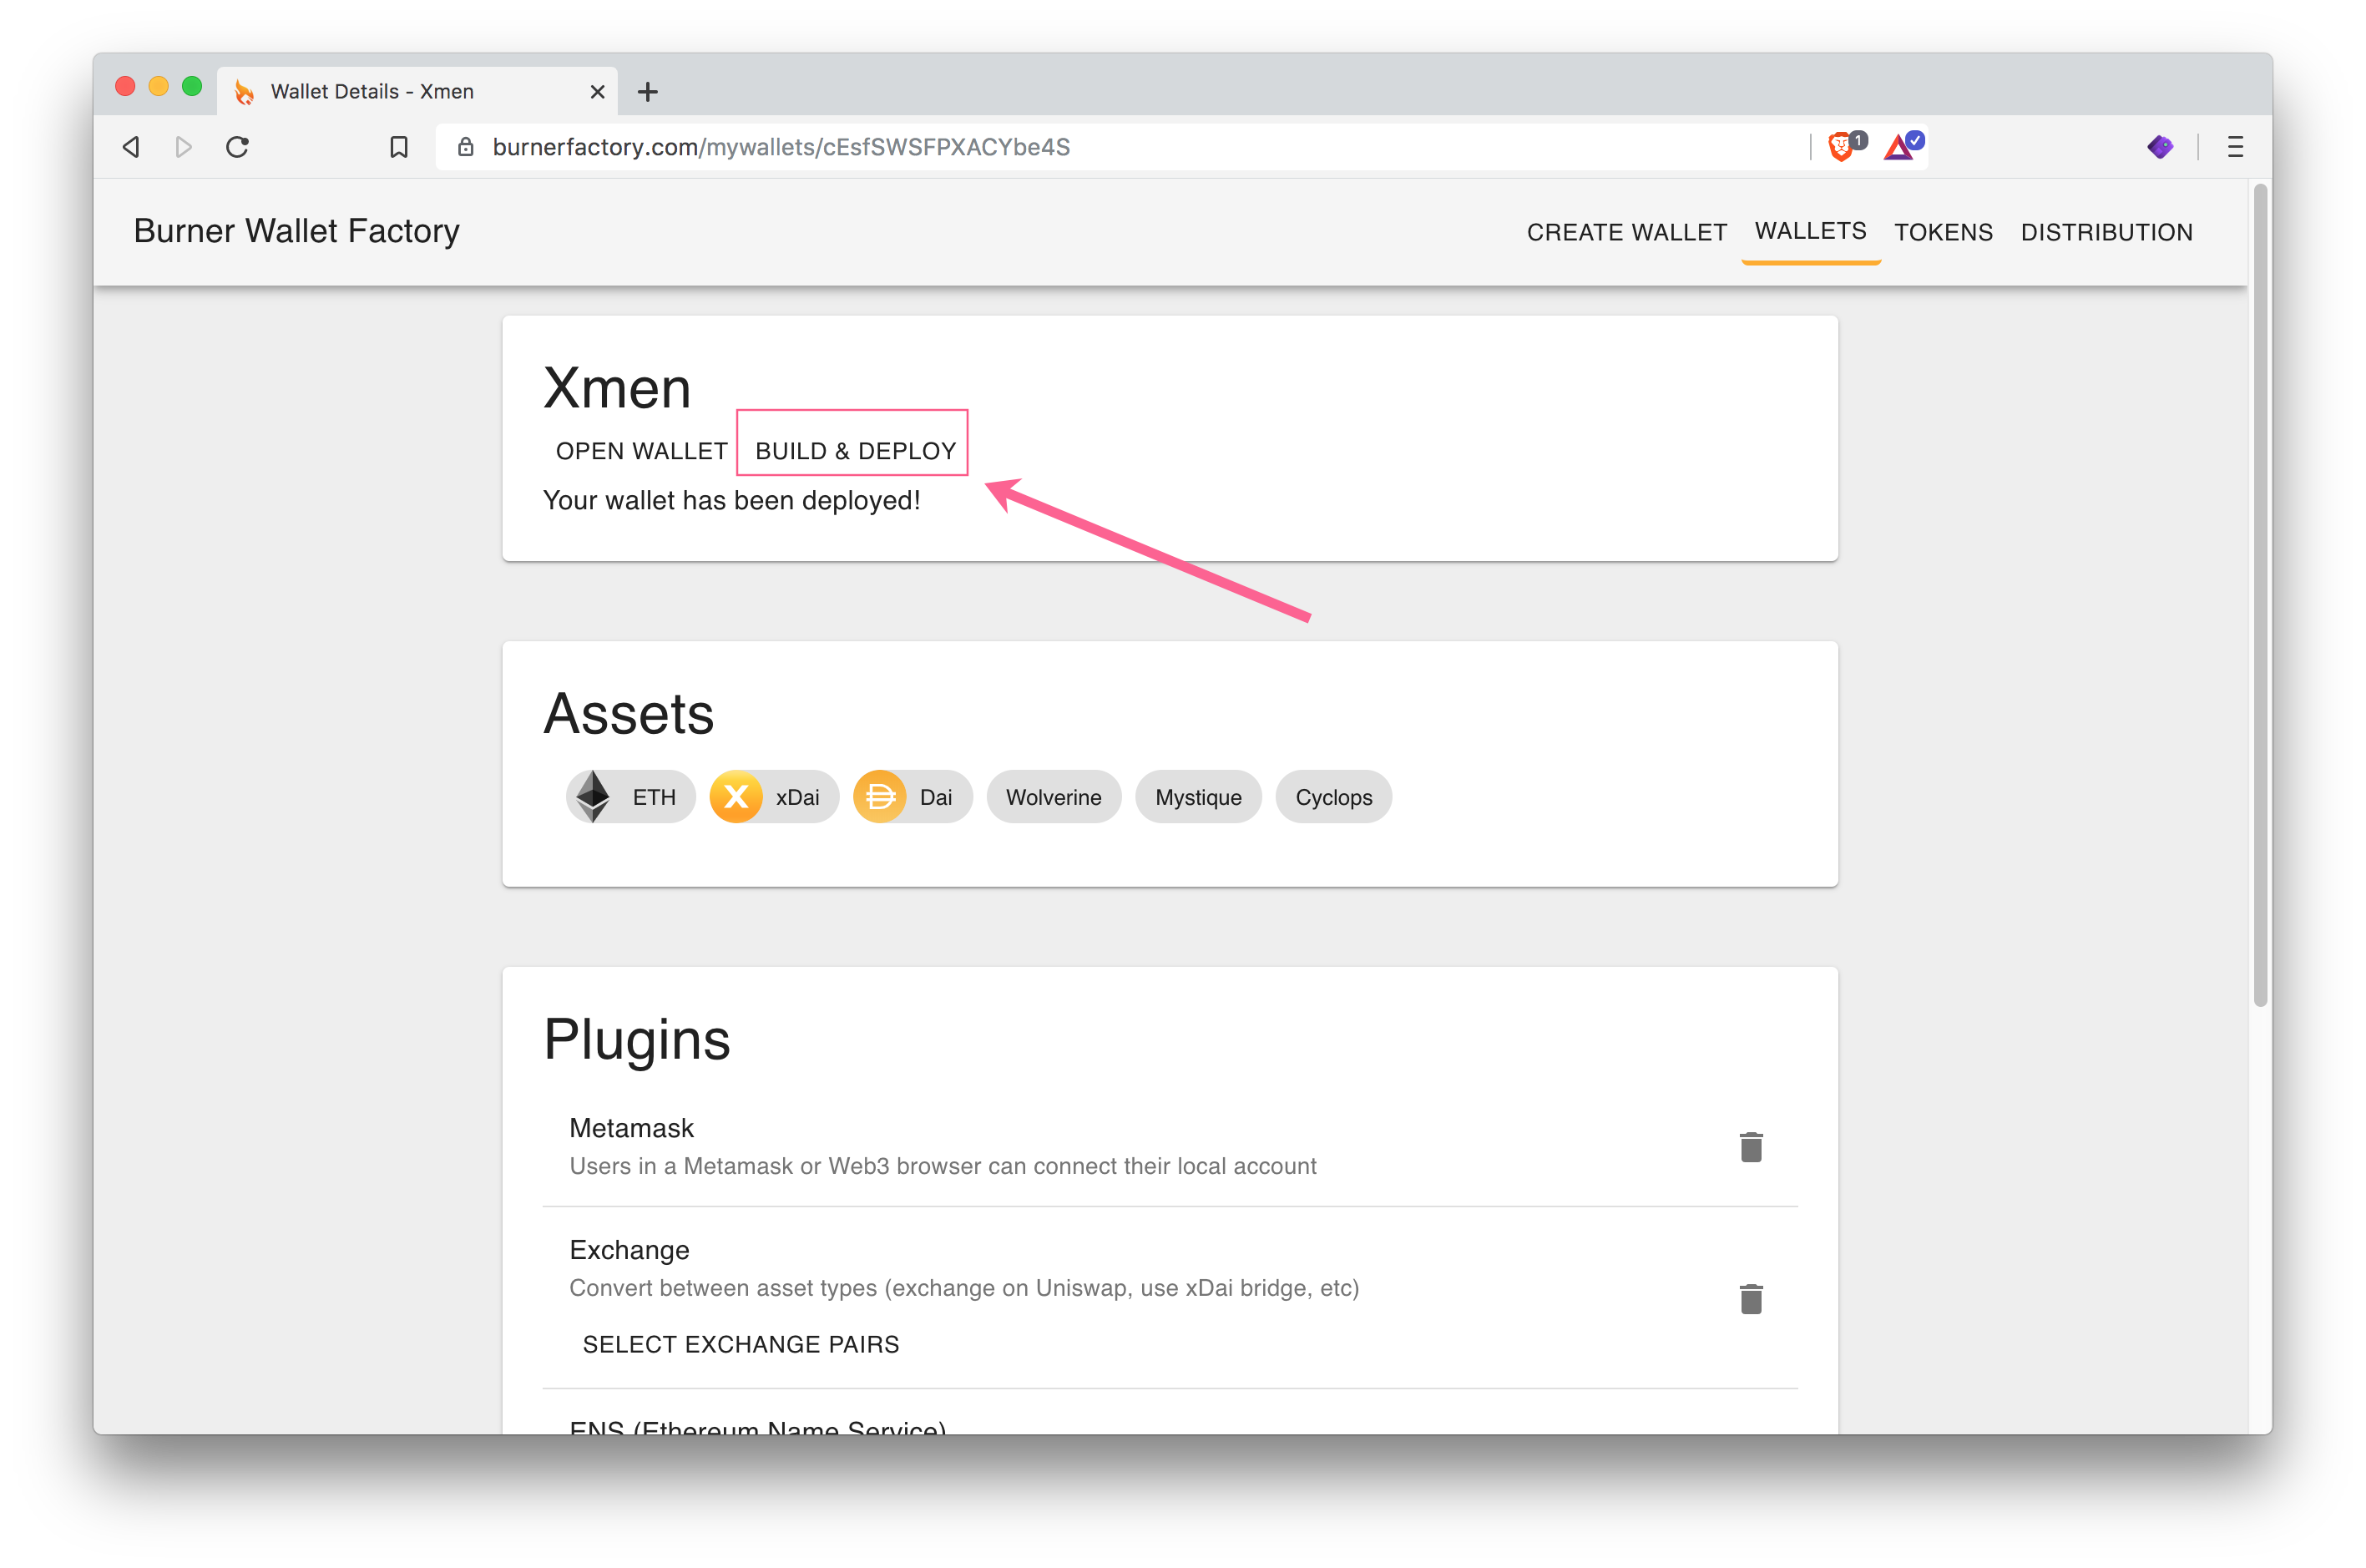 Wallet Details - Xmen
burnerfactory.com/mywallets/cEsfSWSFPXACYbe4S
1
Burner Wallet Factory
CREATE WALLET WALLETS TOKENS DISTRIBUTION
Xmen
OPEN WALLET BUILD & DEPLOY
Your wallet has been deployed!
Assets
ETH xDai Dai Wolverine Mystique Cyclops
Plugins
Metamask
Users in a Metamask or Web3 browser can connect their local account
Exchange
Convert between asset types (exchange on Uniswap, use xDai bridge, etc)
SELECT EXCHANGE PAIRS
ENS (Ethereum Name Service)